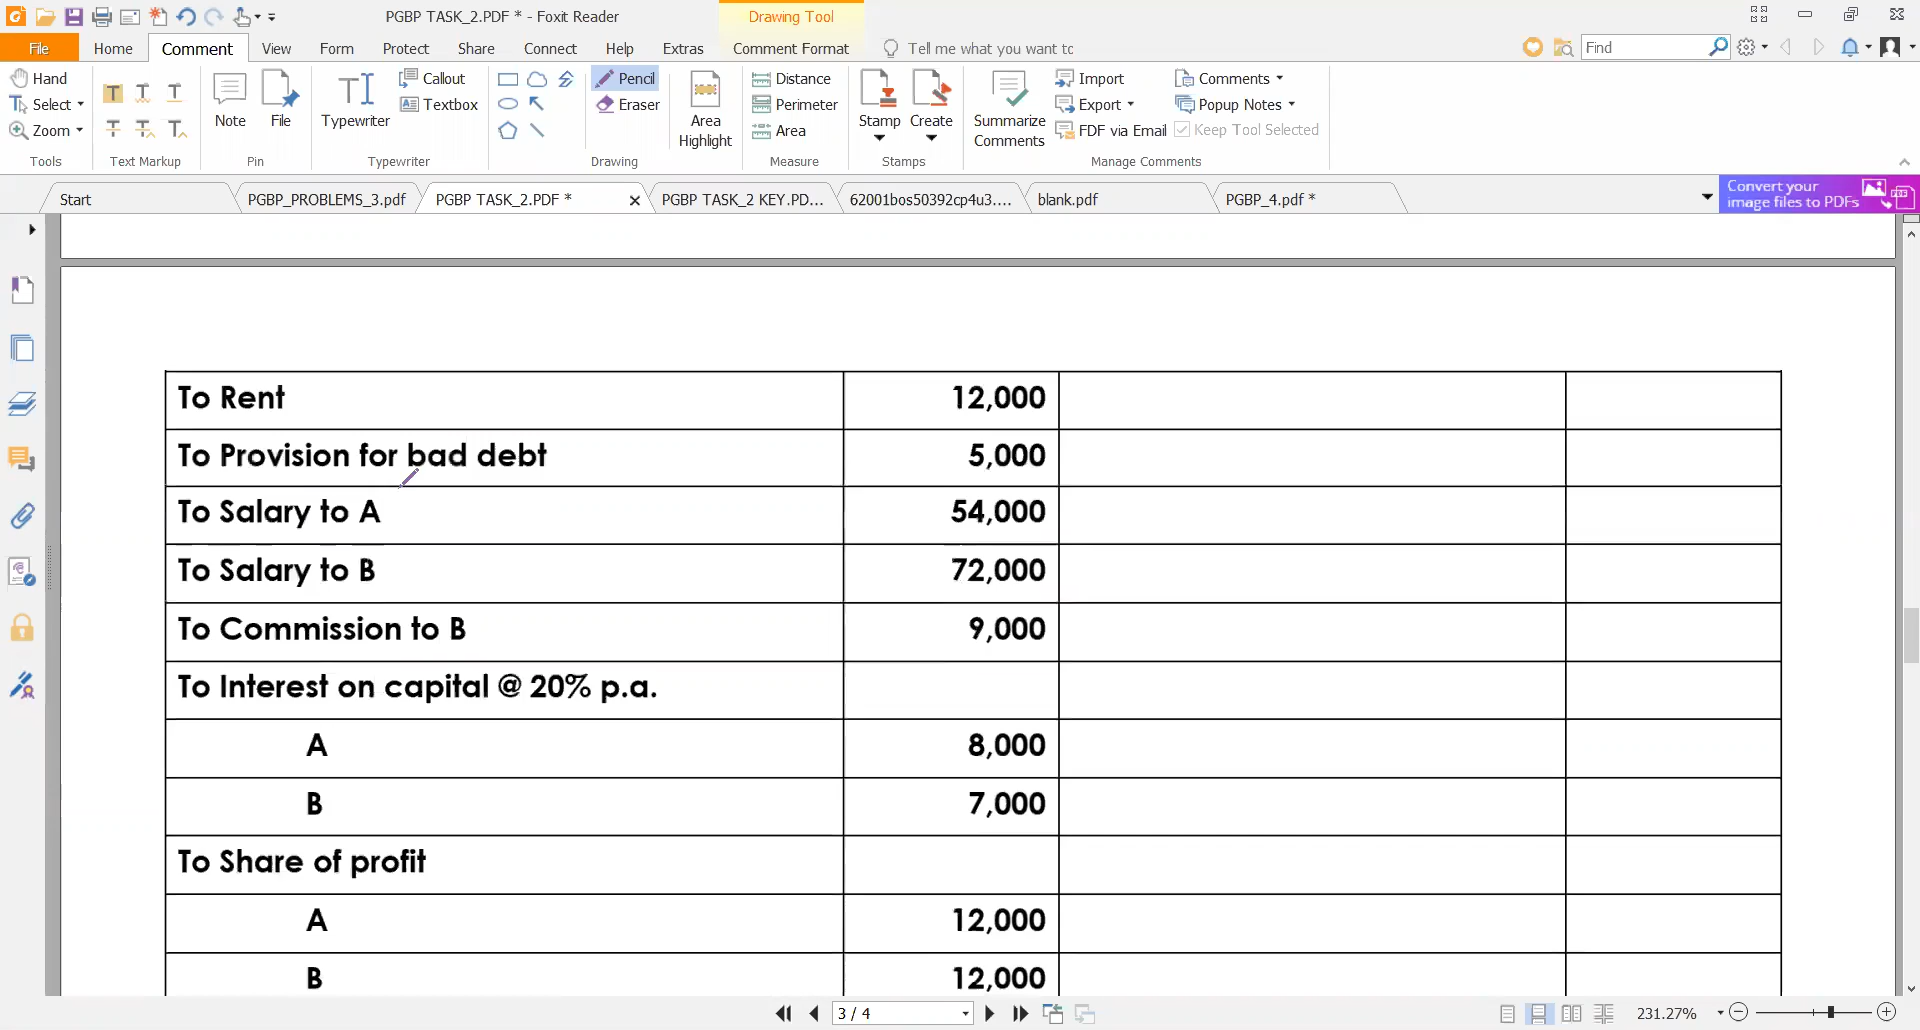 PGBP TASK_2.PDF * - Foxit Reader
Drawing Tool
File Home Comment View Form Protect Share Connect Help Extras Comment Format Tell me what you want to Find
Hand
Select
Zoom
Tools
Text Markup
Note
File
Pin
Typewriter
Callout
Textbox
Typewriter
Pencil
Eraser
Drawing
Area
Highlight
Distance
Perimeter
Area
Measure
Stamp
Create
Stamps
Summarize
Comments
Import
Export
FDF via Email
Comments
Popup Notes
Keep Tool Selected
Manage Comments
Start PGBP_PROBLEMS_3.pdf PGBP TASK_2.PDF * PGBP TASK_2 KEY.PD... 62001bos50392cp4u3.... blank.pdf PGBP_4.pdf *
Convert your
image files to PDFs
To Rent 12,000
To Provision for bad debt 5,000
To Salary to A 54,000
To Salary to B 72,000
To Commission to B 9,000
To Interest on capital @ 20% p.a.
A 8,000
B 7,000
To Share of profit
A 12,000
B 12,000
3 / 4
231.27%